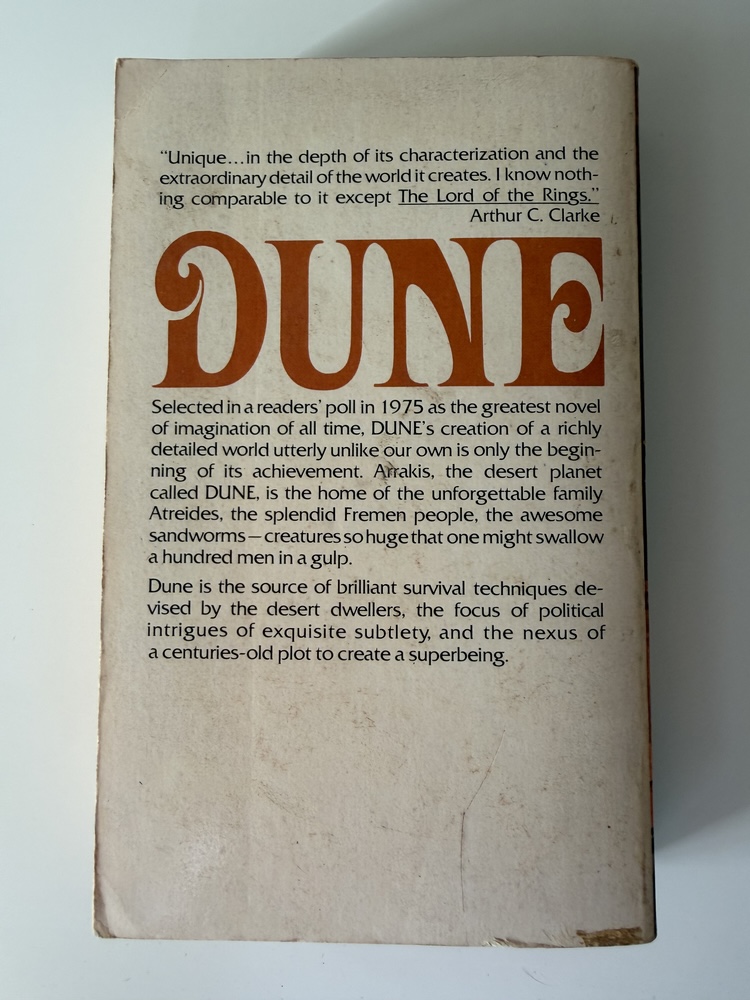 “Unique...in the depth of its characterization and the
extraordinary detail of the world it creates. I know noth-
ing comparable to it except The Lord of the Rings.”
Arthur C. Clarke
DUNE
Selected in a readers’ poll in 1975 as the greatest novel
of imagination of all time, DUNE’s creation of a richly
detailed world utterly unlike our own is only the begin-
ning of its achievement. Arrakis, the desert planet
called DUNE, is the home of the unforgettable family
Atreides, the splendid Fremen people, the awesome
sandworms—creatures so huge that one might swallow
a hundred men in a gulp.
Dune is the source of brilliant survival techniques de-
vised by the desert dwellers, the focus of political
intrigues of exquisite subtlety, and the nexus of
a centuries-old plot to create a superbeing.